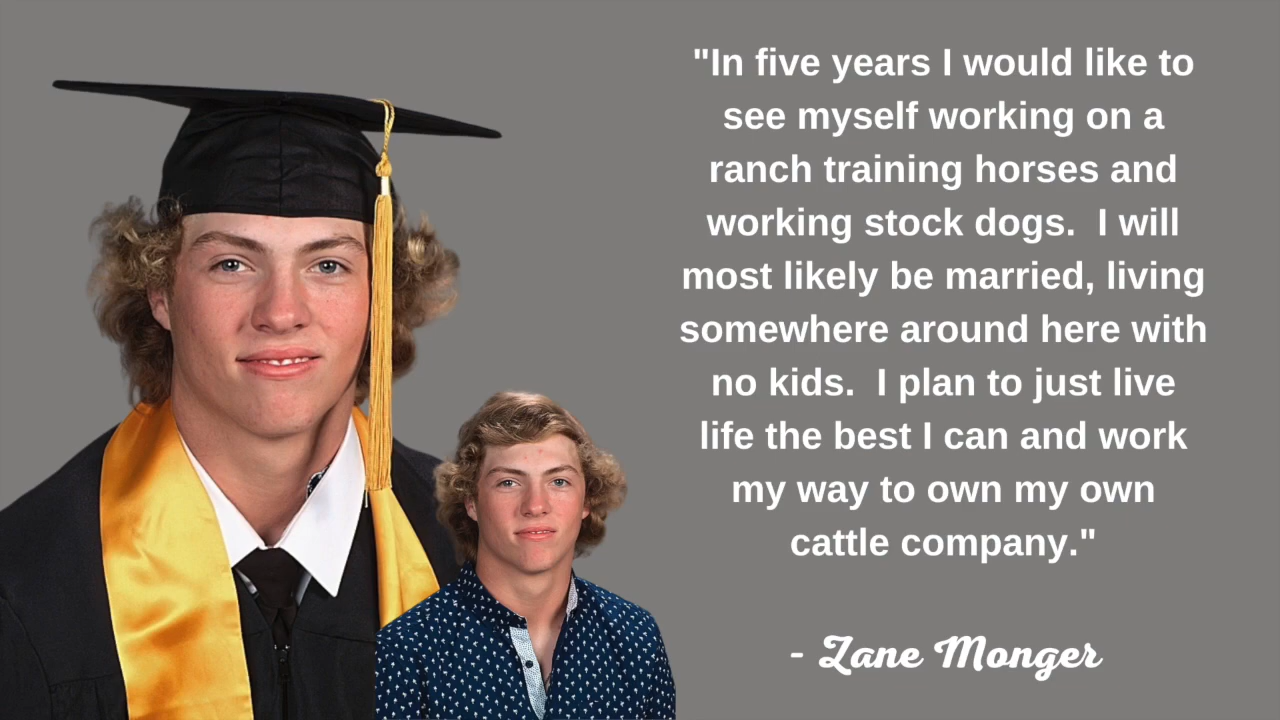 "In five years I would like to
see myself working on a
ranch training horses and
working stock dogs.  I will
most likely be married, living
somewhere around here with
no kids.  I plan to just live
life the best I can and work
my way to own my own
cattle company."
- Zane Monger